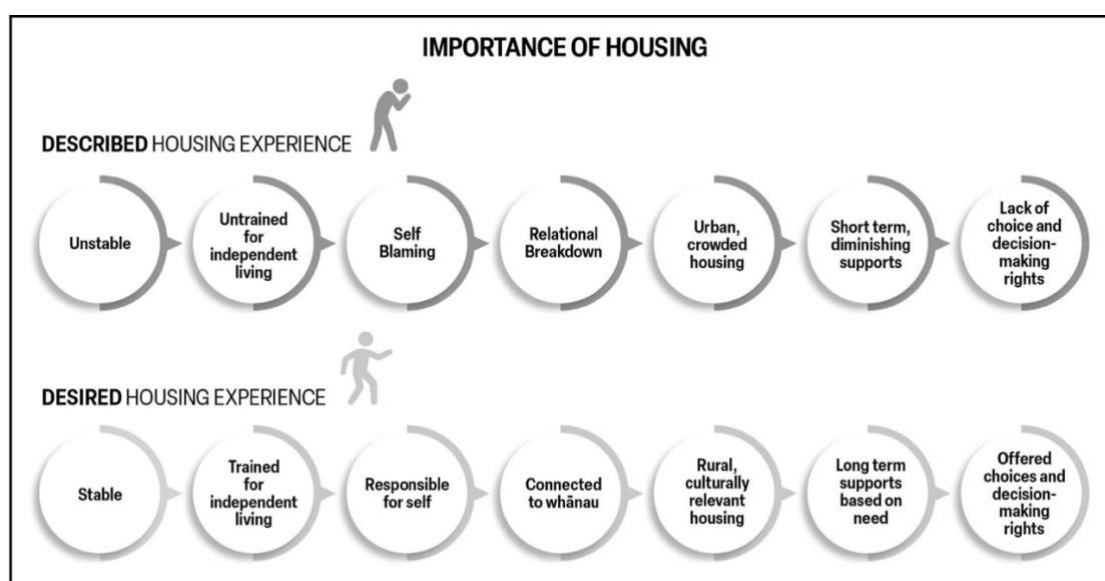 IMPORTANCE OF HOUSING
DESCRIBED HOUSING EXPERIENCE
Unstable
Untrained
for
independent
living
Self
Blaming
Relational
Breakdown
Urban,
crowded
housing
Short term,
diminishing
supports
Lack of
choice and
decision-
making
rights
DESIRED HOUSING EXPERIENCE
Stable
Trained
for
independent
living
Responsible
for self
Connected
to whānau
Rural,
culturally
relevant
housing
Long term
supports
based on
need
Offered
choices and
decision-
making
rights